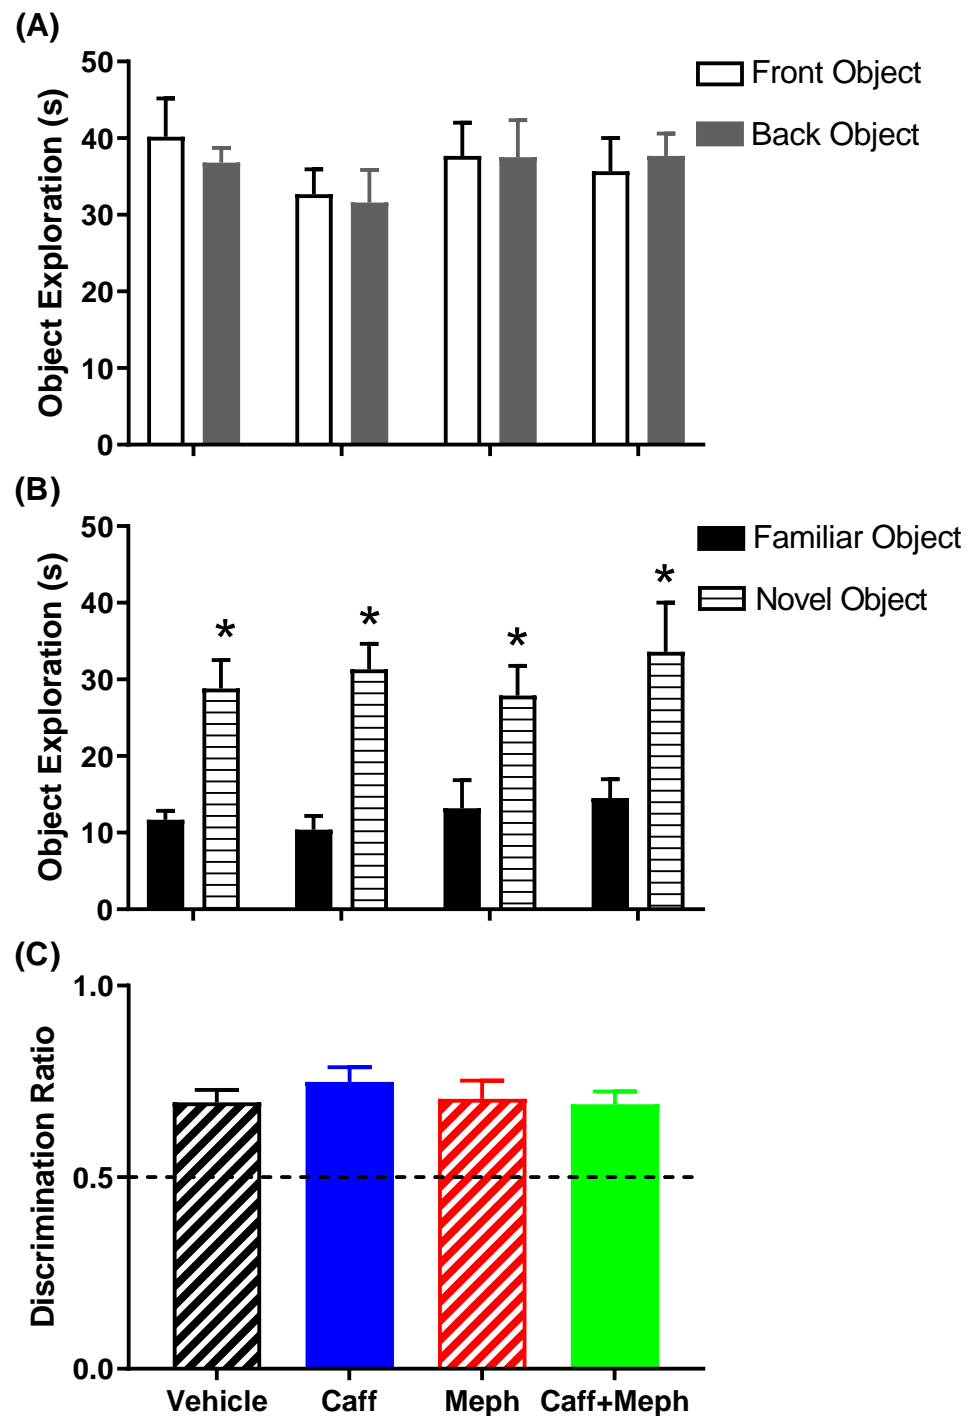 (A)
Object Exploration (s)
50
40
30
20
10
0
Front Object
Back Object
(B)
Object Exploration (s)
50
40
30
20
10
0
* * * *
Familiar Object
Novel Object
(C)
Discrimination Ratio
1.0
0.5
0.0
Vehicle Caff Meph Caff+Meph